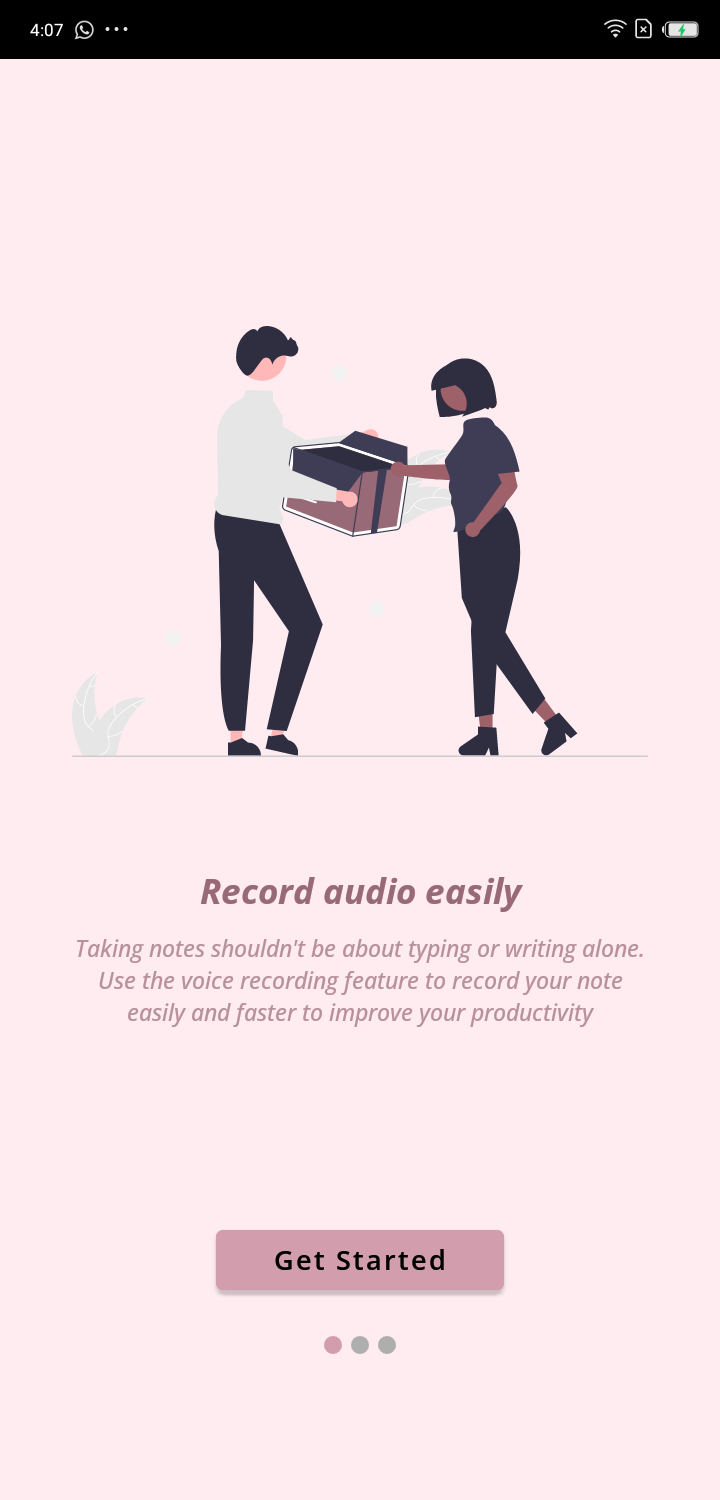 4:07
Record audio easily
Taking notes shouldn't be about typing or writing alone.
Use the voice recording feature to record your note
easily and faster to improve your productivity
Get Started